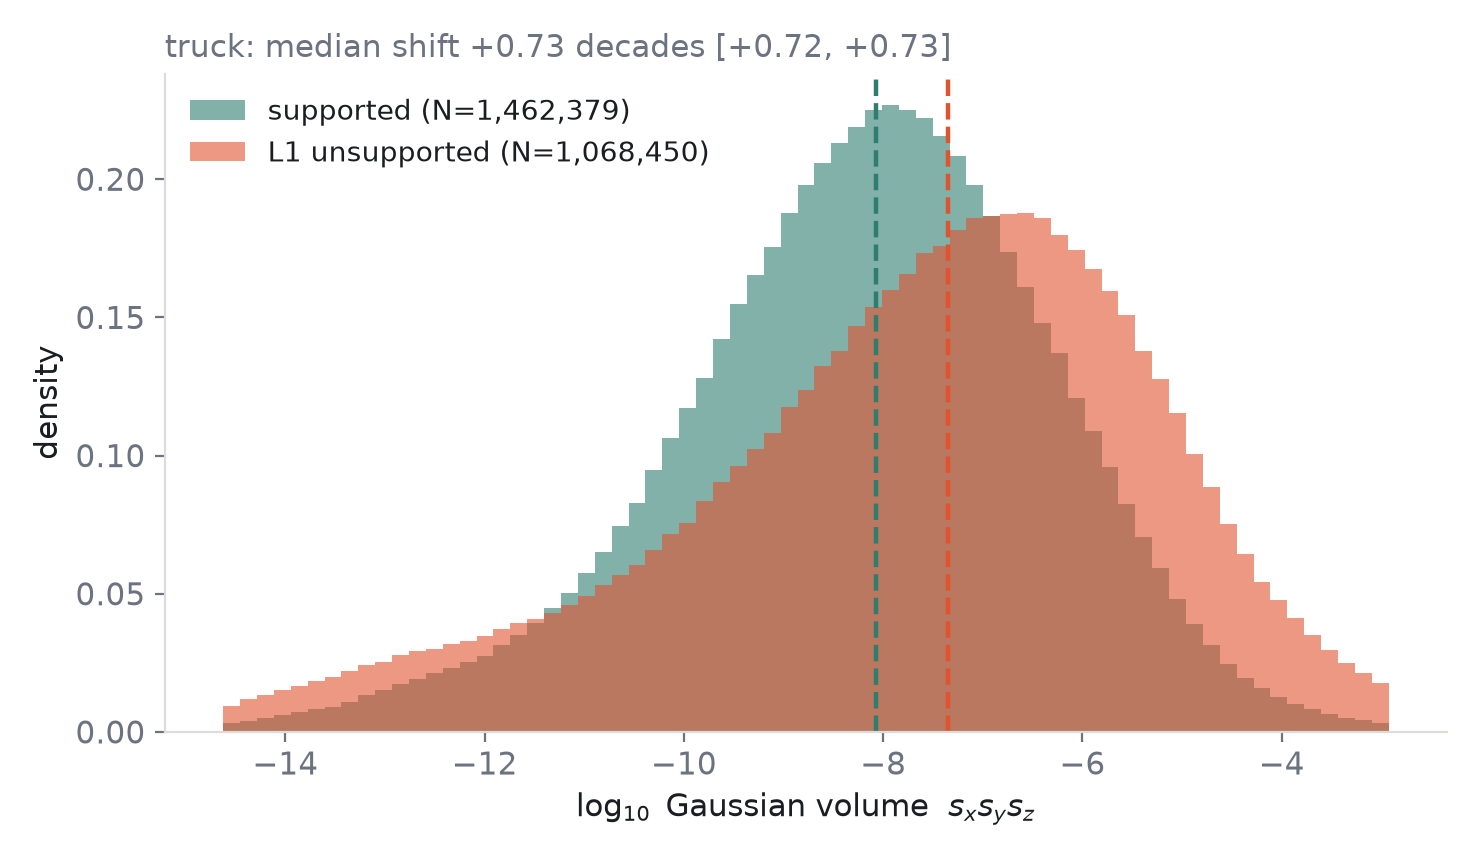 truck: median shift +0.73 decades [+0.72, +0.73]
supported (N=1,462,379)
L1 unsupported (N=1,068,450)
density
0.20
0.15
0.10
0.05
0.00
−14
−12
−10
−8
−6
−4
log₁₀ Gaussian volume sₓsᵧs_z